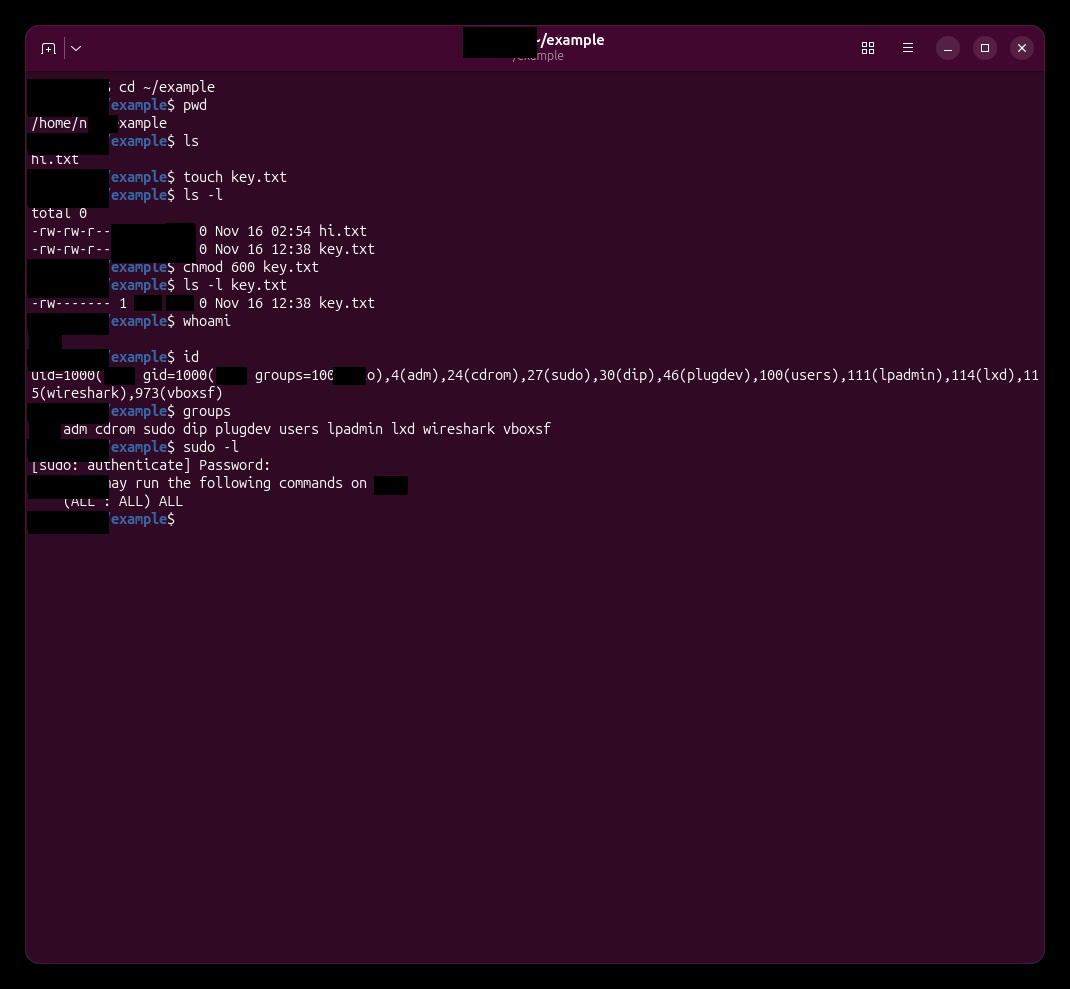 ~/example
/example
$ cd ~/example
/example$ pwd
/home/n example
/example$ ls
hi.txt
/example$ touch key.txt
/example$ ls -l
total 0
-rw-rw-r-- 0 Nov 16 02:54 hi.txt
-rw-rw-r-- 0 Nov 16 12:38 key.txt
/example$ chmod 600 key.txt
/example$ ls -l key.txt
-rw------- 1 0 Nov 16 12:38 key.txt
/example$ whoami
/example$ id
uid=1000( gid=1000( groups=100 o),4(adm),24(cdrom),27(sudo),30(dip),46(plugdev),100(users),111(lpadmin),114(lxd),11
5(wireshark),973(vboxsf)
/example$ groups
adm cdrom sudo dip plugdev users lpadmin lxd wireshark vboxsf
/example$ sudo -l
[sudo: authenticate] Password:
may run the following commands on
(ALL : ALL) ALL
/example$